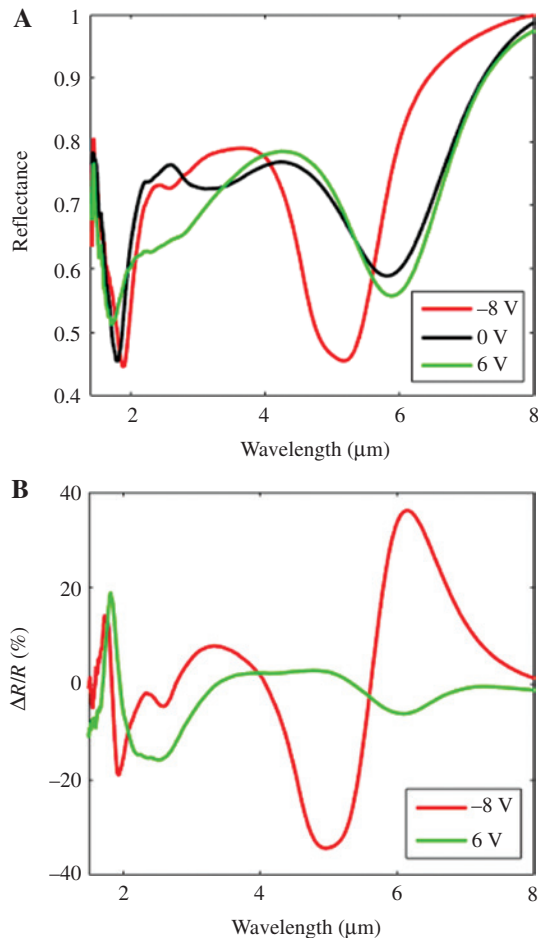 A
1
0.9
0.8
0.7
0.6
0.5
0.4
Reflectance
–8 V
0 V
6 V
2 4 6 8
Wavelength (μm)
B
40
20
0
–20
–40
ΔR/R (%)
–8 V
6 V
2 4 6 8
Wavelength (μm)